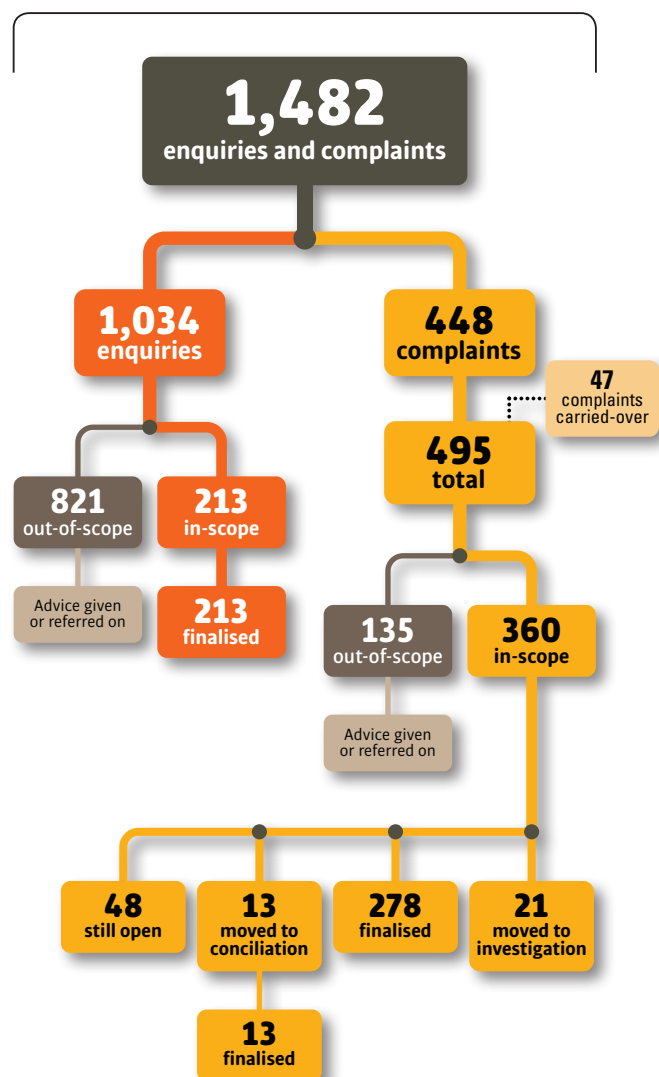 1,482
enquiries and complaints
1,034
enquiries
448
complaints
47
complaints
carried-over
495
total
821
out-of-scope
213
in-scope
Advice given
or referred on
213
finalised
135
out-of-scope
360
in-scope
Advice given
or referred on
48
still open
13
moved to
conciliation
278
finalised
21
moved to
investigation
13
finalised